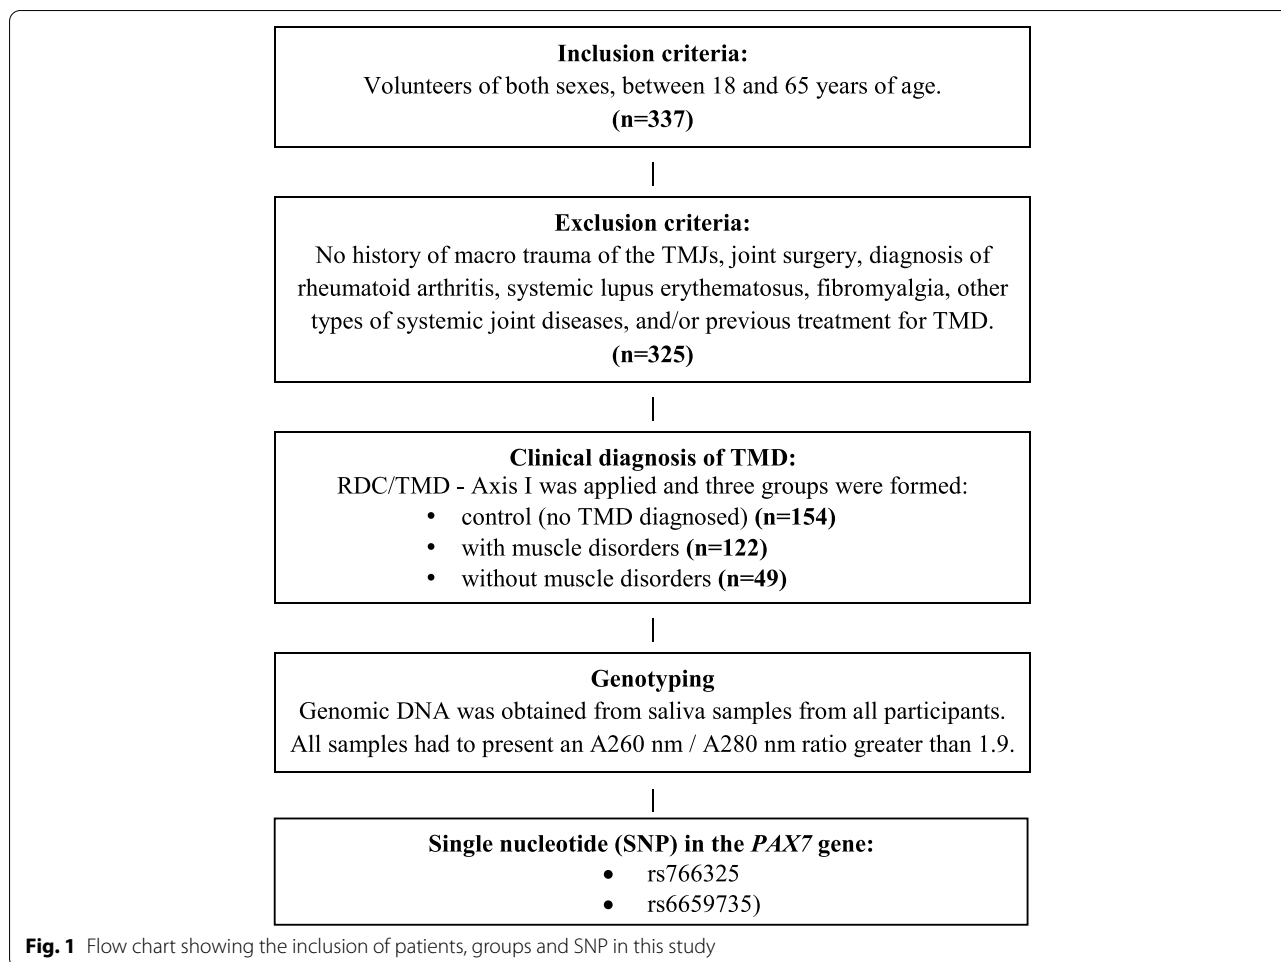 Inclusion criteria:
Volunteers of both sexes, between 18 and 65 years of age.
(n=337)
Exclusion criteria:
No history of macro trauma of the TMJs, joint surgery, diagnosis of
rheumatoid arthritis, systemic lupus erythematosus, fibromyalgia, other
types of systemic joint diseases, and/or previous treatment for TMD.
(n=325)
Clinical diagnosis of TMD:
RDC/TMD - Axis I was applied and three groups were formed:
• control (no TMD diagnosed) (n=154)
• with muscle disorders (n=122)
• without muscle disorders (n=49)
Genotyping
Genomic DNA was obtained from saliva samples from all participants.
All samples had to present an A260 nm / A280 nm ratio greater than 1.9.
Single nucleotide (SNP) in the PAX7 gene:
• rs766325
• rs6659735)
Fig. 1 Flow chart showing the inclusion of patients, groups and SNP in this study